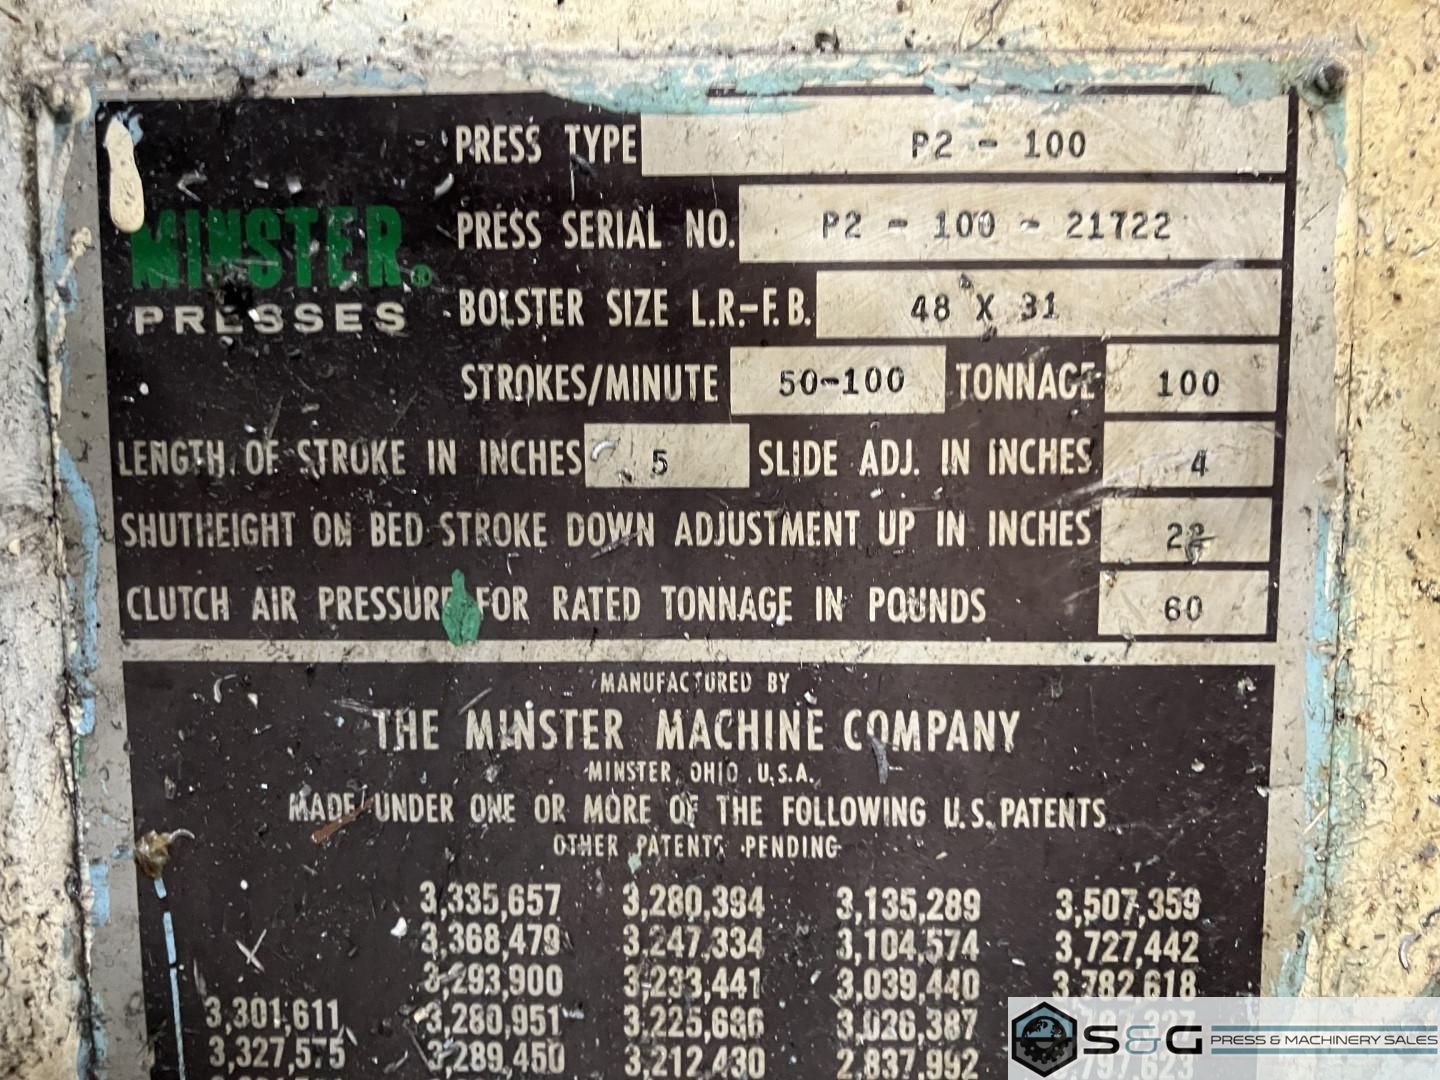 PRESS TYPE P2 - 100
MINSTER®
PRESSES
PRESS SERIAL NO. P2 - 100 - 21722
BOLSTER SIZE L.R.-F.B. 48 X 31
STROKES/MINUTE 50-100 TONNAGE 100
LENGTH OF STROKE IN INCHES 5 SLIDE ADJ. IN INCHES 4
SHUTHEIGHT ON BED STROKE DOWN ADJUSTMENT UP IN INCHES
CLUTCH AIR PRESSURE FOR RATED TONNAGE IN POUNDS 60
MANUFACTURED BY
THE MINSTER MACHINE COMPANY
MINSTER, OHIO, U.S.A.
MADE UNDER ONE OR MORE OF THE FOLLOWING U.S. PATENTS
OTHER PATENTS PENDING
3,335,657 3,280,394 3,135,289 3,507,359
3,368,479 3,247,334 3,104,574 3,727,442
3,293,900 3,233,441 3,039,440 3,782,618
3,301,611 3,280,951 3,225,686 3,026,387
3,327,575 3,289,450 3,212,430 2,837,992
S&G PRESS & MACHINERY SALES